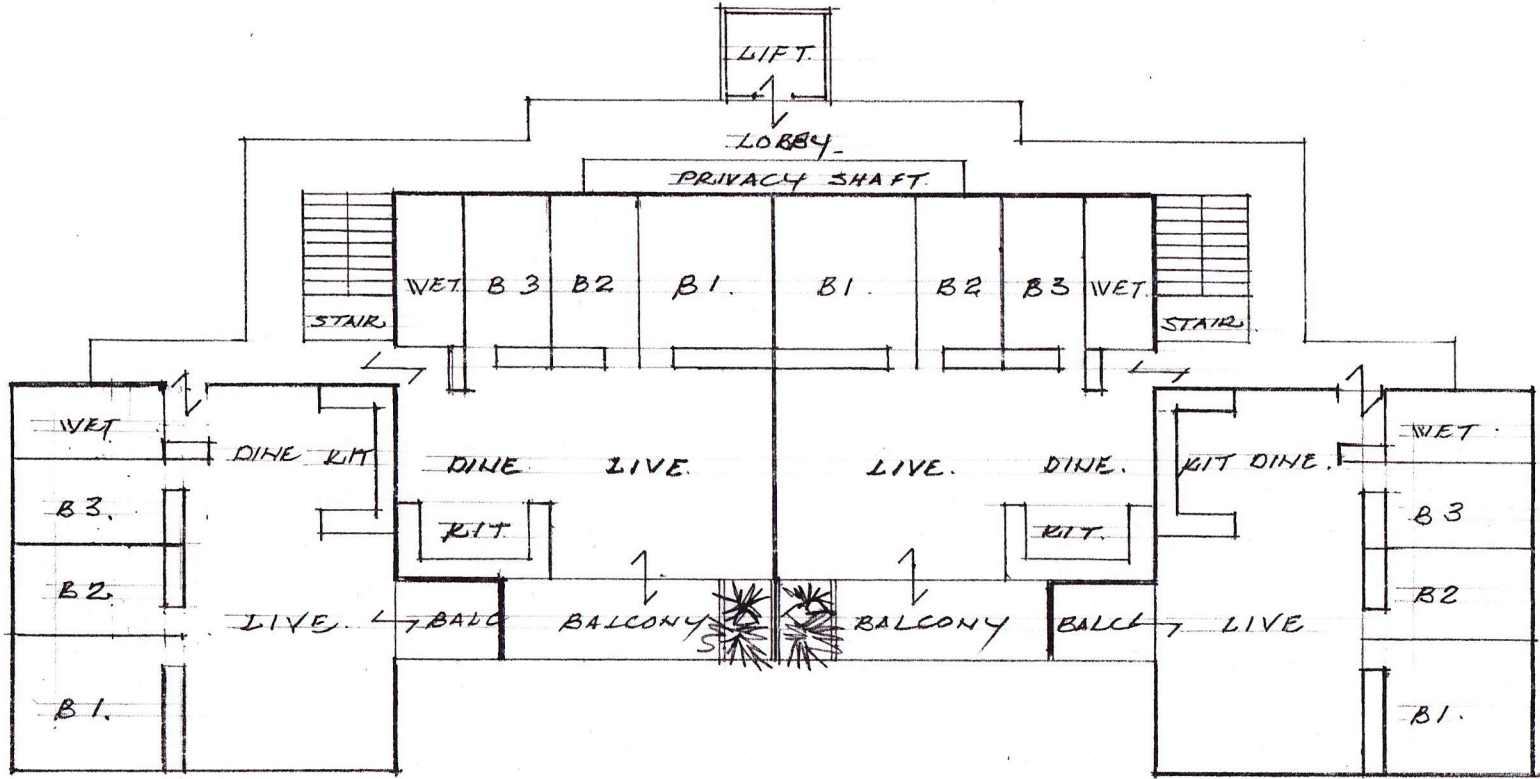 LIFT.
LOBBY
PRIVACY SHAFT.
WET B3 B2 B1. B1. B2 B3 WET.
STAIR STAIR
WET WET
DINE KIT DINE LIVE. LIVE. DINE. KIT DINE.
B3. B3
KIT. KIT.
B2 B2
LIVE. BALC BALCONY BALCONY BALC LIVE
B1. B1.